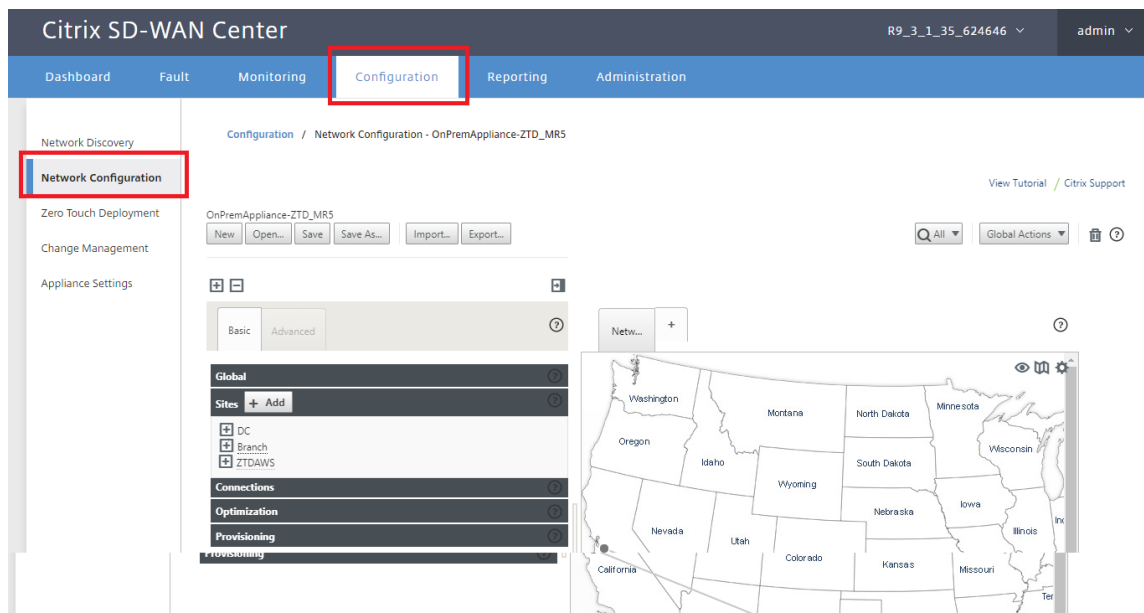 Citrix SD-WAN Center
R9_3_1_35_624646
admin
Dashboard Fault Monitoring Configuration Reporting Administration
Network Discovery
Network Configuration
Zero Touch Deployment
Change Management
Appliance Settings
Configuration / Network Configuration - OnPremAppliance-ZTD_MR5
View Tutorial / Citrix Support
OnPremAppliance-ZTD_MR5
New Open... Save Save As... Import... Export...
All Global Actions
Basic Advanced
Global
Sites + Add
DC
Branch
ZTDAWS
Connections
Optimization
Provisioning
Provisioning
Netw... +
Washington
Montana
North Dakota
Minnesota
Oregon
Idaho
South Dakota
Wisconsin
Wyoming
Nebraska
Iowa
Illinois
Inc
Nevada
Utah
Colorado
Kansas
Missouri
California
Ter